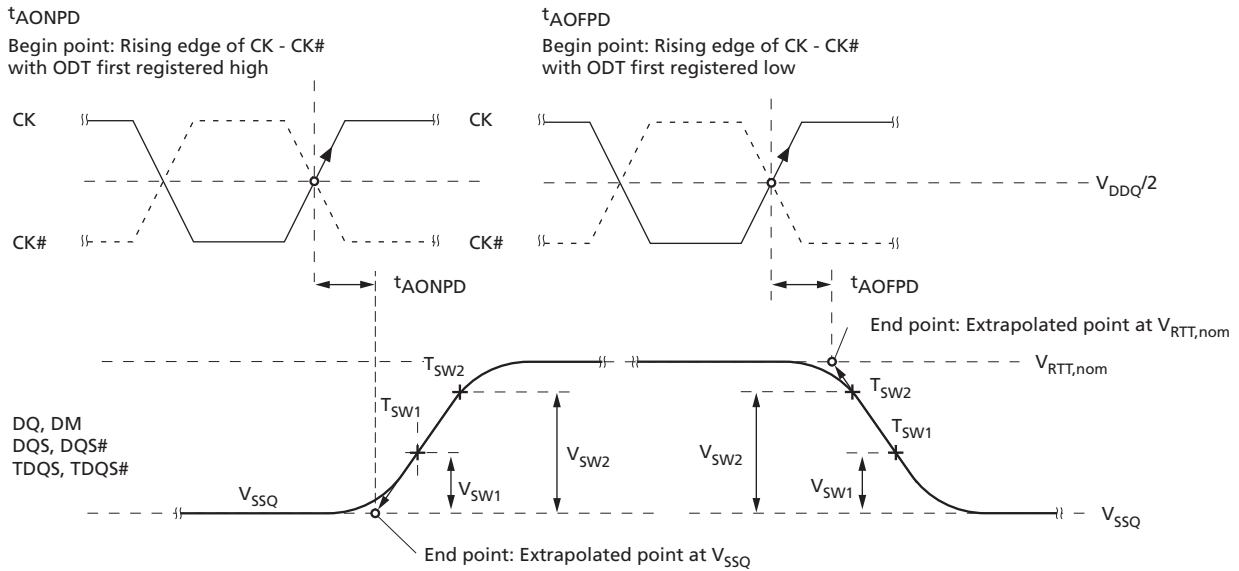 tAONPD
Begin point: Rising edge of CK - CK#
with ODT first registered high
tAOFPD
Begin point: Rising edge of CK - CK#
with ODT first registered low
CK
CK
VDDQ/2
CK#
CK#
tAONPD
tAOFPD
End point: Extrapolated point at VRTT,nom
TSW2
VRTT,nom
TSW2
TSW1
DQ, DM
DQS, DQS#
TDQS, TDQS#
TSW1
VSW2
VSW2
VSSQ
VSW1
VSW1
VSSQ
End point: Extrapolated point at VSSQ